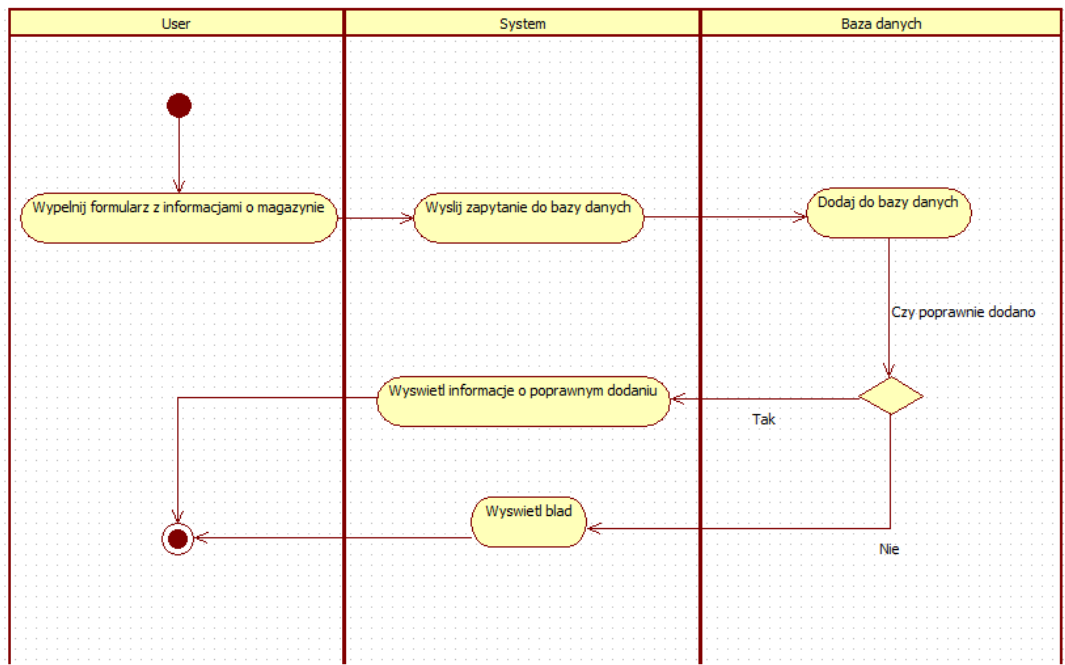 User
System
Baza danych
Wypelnij formularz z informacjami o magazynie
Wyslij zapytanie do bazy danych
Dodaj do bazy danych
Czy poprawnie dodano
Wyswietl informacje o poprawnym dodaniu
Tak
Wyswietl blad
Nie